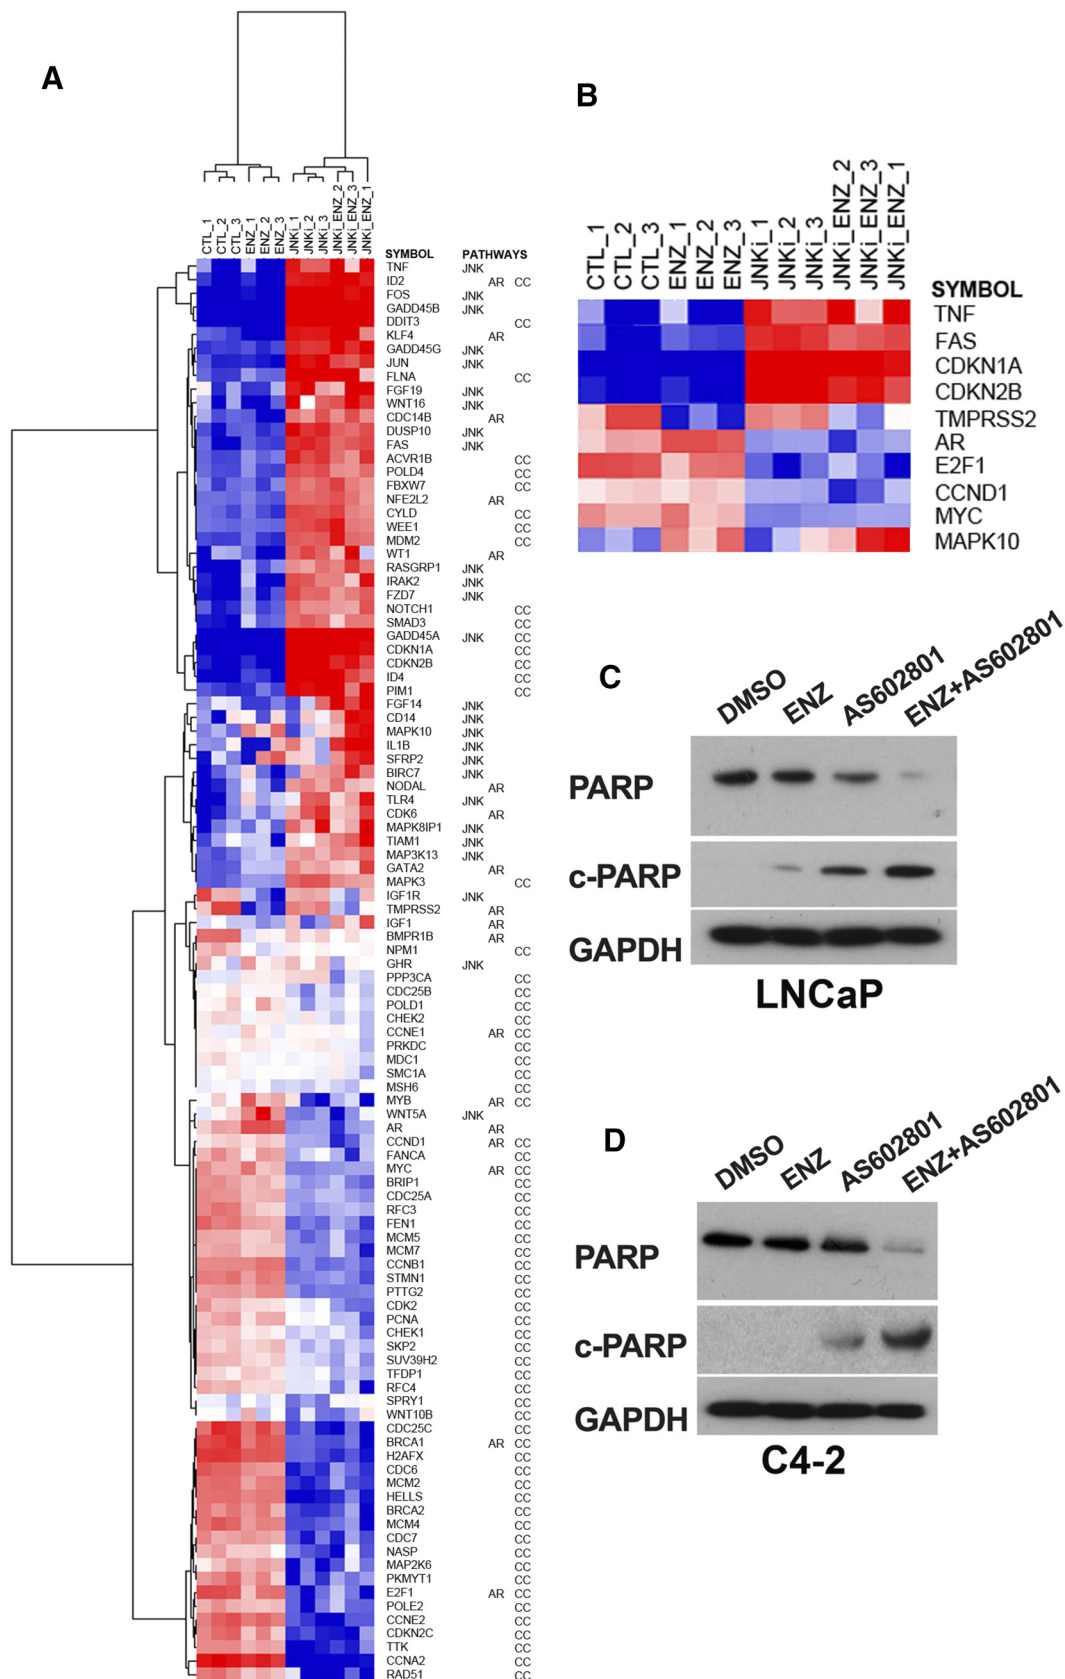 A
CTL_1
CTL_2
CTL_3
ENZ_1
ENZ_2
ENZ_3
JNKi_1
JNKi_2
JNKi_3
JNKi_ENZ_2
JNKi_ENZ_3
JNKi_ENZ_1
SYMBOL PATHWAYS
TNF JNK
ID2 AR CC
FOS JNK
GADD45B JNK
DDIT3 CC
KLF4 AR
GADD45G JNK
JUN JNK
FLNA CC
FGF19 JNK
WNT16 JNK
CDC14B AR
DUSP10 JNK
FAS JNK
ACVR1B CC
POLD4 CC
FBXW7 CC
NFE2L2 AR
CYLD CC
WEE1 CC
MDM2 CC
WT1 AR
RASGRP1 JNK
IRAK2 JNK
FZD7 JNK
NOTCH1 CC
SMAD3 CC
GADD45A JNK CC
CDKN1A CC
CDKN2B CC
ID4 CC
PIM1 CC
FGF14 JNK
CD14 JNK
MAPK10 JNK
IL1B JNK
SFRP2 JNK
BIRC7 JNK
NODAL AR
TLR4 JNK
CDK6 AR
MAPK8IP1 JNK
TIAM1 JNK
MAP3K13 JNK
GATA2 AR
MAPK3 CC
IGF1R JNK
TMPRSS2 AR
IGF1 AR
BMPR1B AR
NPM1 CC
GHR JNK
PPP3CA CC
CDC25B CC
POLD1 CC
CHEK2 CC
CCNE1 AR CC
PRKDC CC
MDC1 CC
SMC1A CC
MSH6 CC
MYB AR CC
WNT5A JNK
AR AR
CCND1 AR CC
FANCA CC
MYC AR CC
BRIP1 CC
CDC25A CC
RFC3 CC
FEN1 CC
MCM5 CC
MCM7 CC
CCNB1 CC
STMN1 CC
PTTG2 CC
CDK2 CC
PCNA CC
CHEK1 CC
SKP2 CC
SUV39H2 CC
TFDP1 CC
RFC4 CC
SPRY1 CC
WNT10B CC
CDC25C CC
BRCA1 AR CC
H2AFX CC
CDC6 CC
MCM2 CC
HELLS CC
BRCA2 CC
MCM4 CC
CDC7 CC
NASP CC
MAP2K6 CC
PKMYT1 CC
E2F1 AR CC
POLE2 CC
CCNE2 CC
CDKN2C CC
TTK CC
CCNA2 CC
RAD51 CC
B
CTL_1
CTL_2
CTL_3
ENZ_1
ENZ_2
ENZ_3
JNKi_1
JNKi_2
JNKi_3
JNKi_ENZ_2
JNKi_ENZ_3
JNKi_ENZ_1
SYMBOL
TNF
FAS
CDKN1A
CDKN2B
TMPRSS2
AR
E2F1
CCND1
MYC
MAPK10
C
DMSO
ENZ
AS602801
ENZ+AS602801
PARP
c-PARP
GAPDH
LNCaP
D
DMSO
ENZ
AS602801
ENZ+AS602801
PARP
c-PARP
GAPDH
C4-2